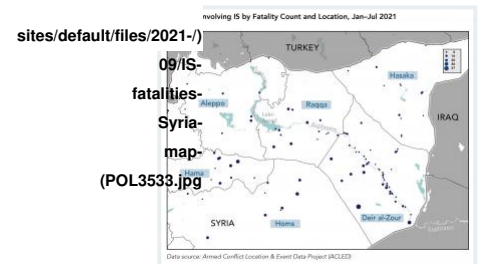 nvolving IS by Fatality Count and Location, Jan–Jul 2021
sites/default/files/2021-/)
09/IS-
fatalities-
Syria-
map-
(POL3533.jpg
TURKEY
Hasaka
Aleppo
Raqqa
IRAQ
Hama
SYRIA
Homs
Deir al-Zour
Data source: Armed Conflict Location & Event Data Project (ACLED)